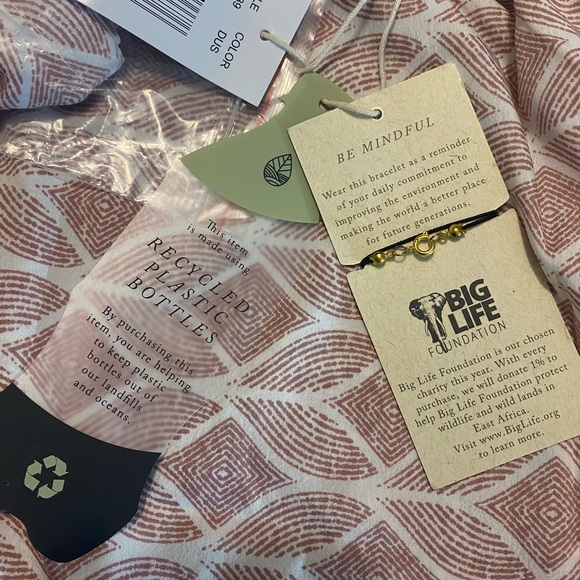 LE
09
COLOR
DUS
This item
is made using
RECYCLED
PLASTIC
BOTTLES
By purchasing this
item, you are helping
to keep plastic
bottles out of
our landfills
and oceans.
BE MINDFUL
Wear this bracelet as a reminder
of your daily commitment to
improving the environment and
making the world a better place
for future generations.
BIG
LIFE
FOUNDATION
Big Life Foundation is our chosen
charity this year. With every
purchase, we will donate 1% to
help Big Life Foundation protect
wildlife and wild lands in
East Africa.
Visit www.BigLife.org
to learn more.